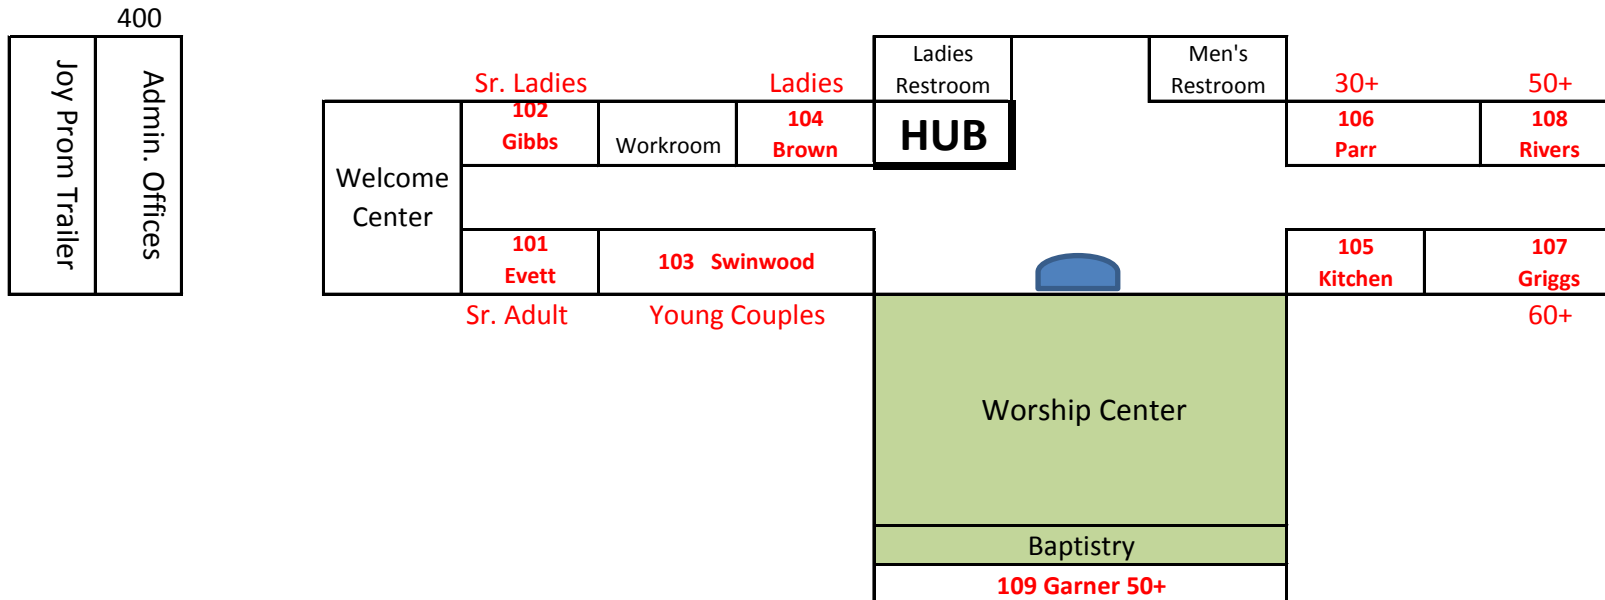 400
Joy Prom Trailer
Admin. Offices
Sr. Ladies
Ladies
Ladies
Restroom
Men's
Restroom
30+
50+
Welcome
Center
102
Gibbs
Workroom
104
Brown
HUB
106
Parr
108
Rivers
101
Evett
103 Swinwood
105
Kitchen
107
Griggs
Sr. Adult
Young Couples
60+
Worship Center
Baptistry
109 Garner 50+